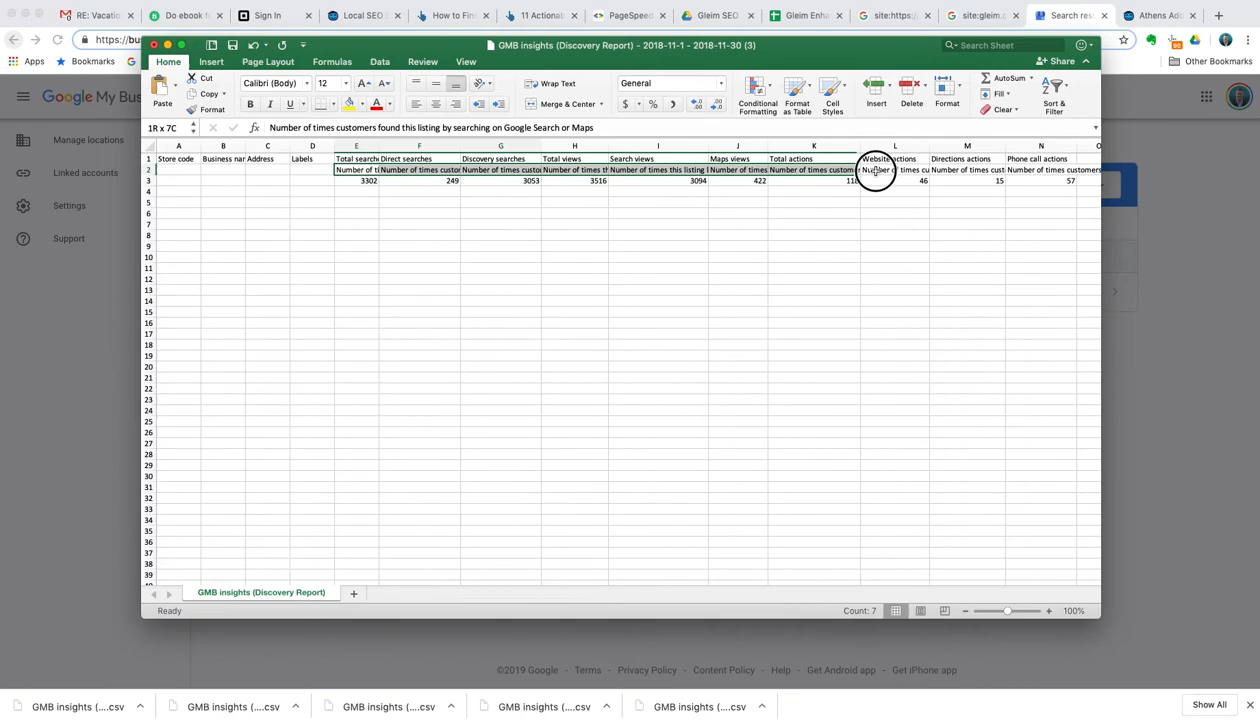 RE: Vacatio
Do ebook fo
Sign In
Local SEO E
How to Fin
11 Actionab
PageSpeed
Gleim SEO
Gleim Enha
site:https:/
site:gleim.c
Search resu
Athens Add
https://bu
90
Apps
Bookmarks
Other Bookmarks
Google My Bus
Manage locations
Linked accounts
Settings
Support
GMB insights (Discovery Report) - 2018-11-1 - 2018-11-30 (3)
Search Sheet
Home Insert Page Layout Formulas Data Review View
Share
Paste
Cut
Copy
Format
Calibri (Body) 12
B I U
Wrap Text
Merge & Center
General
$ % )
Conditional Formatting
Format as Table
Cell Styles
Insert
Delete
Format
AutoSum
Fill
Clear
Sort & Filter
1R x 7C
fx Number of times customers found this listing by searching on Google Search or Maps
A B C D E F G H I J K L M N O
1 Store code Business nar Address Labels Total searche Direct searches Discovery searches Total views Search views Maps views Total actions Website actions Directions actions Phone call actions
2 Number of ti Number of times custo Number of times custo Number of times th Number of times this listing Number of times Number of times custome Number of times cu Number of times cust Number of times customers
3 3302 249 3053 3516 3094 422 118 46 15 57
4
5
6
7
8
9
10
11
12
13
14
15
16
17
18
19
20
21
22
23
24
25
26
27
28
29
30
31
32
33
34
35
36
37
38
39
GMB insights (Discovery Report)
Ready
Count: 7
100%
©2019 Google - Terms - Privacy Policy - Content Policy - Help - Get Android app - Get iPhone app
GMB insights (....csv
GMB insights (....csv
GMB insights (....csv
GMB insights (....csv
GMB insights (....csv
Show All